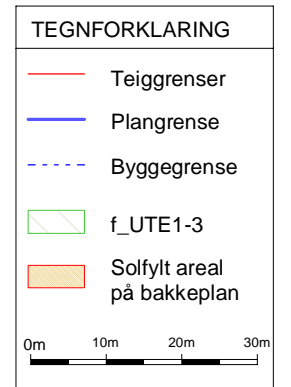 TEGNFORKLARING
Teiggrenser
Plangrense
Byggegrense
f_UTE1-3
Solfylt areal
på bakkeplan
0m 10m 20m 30m